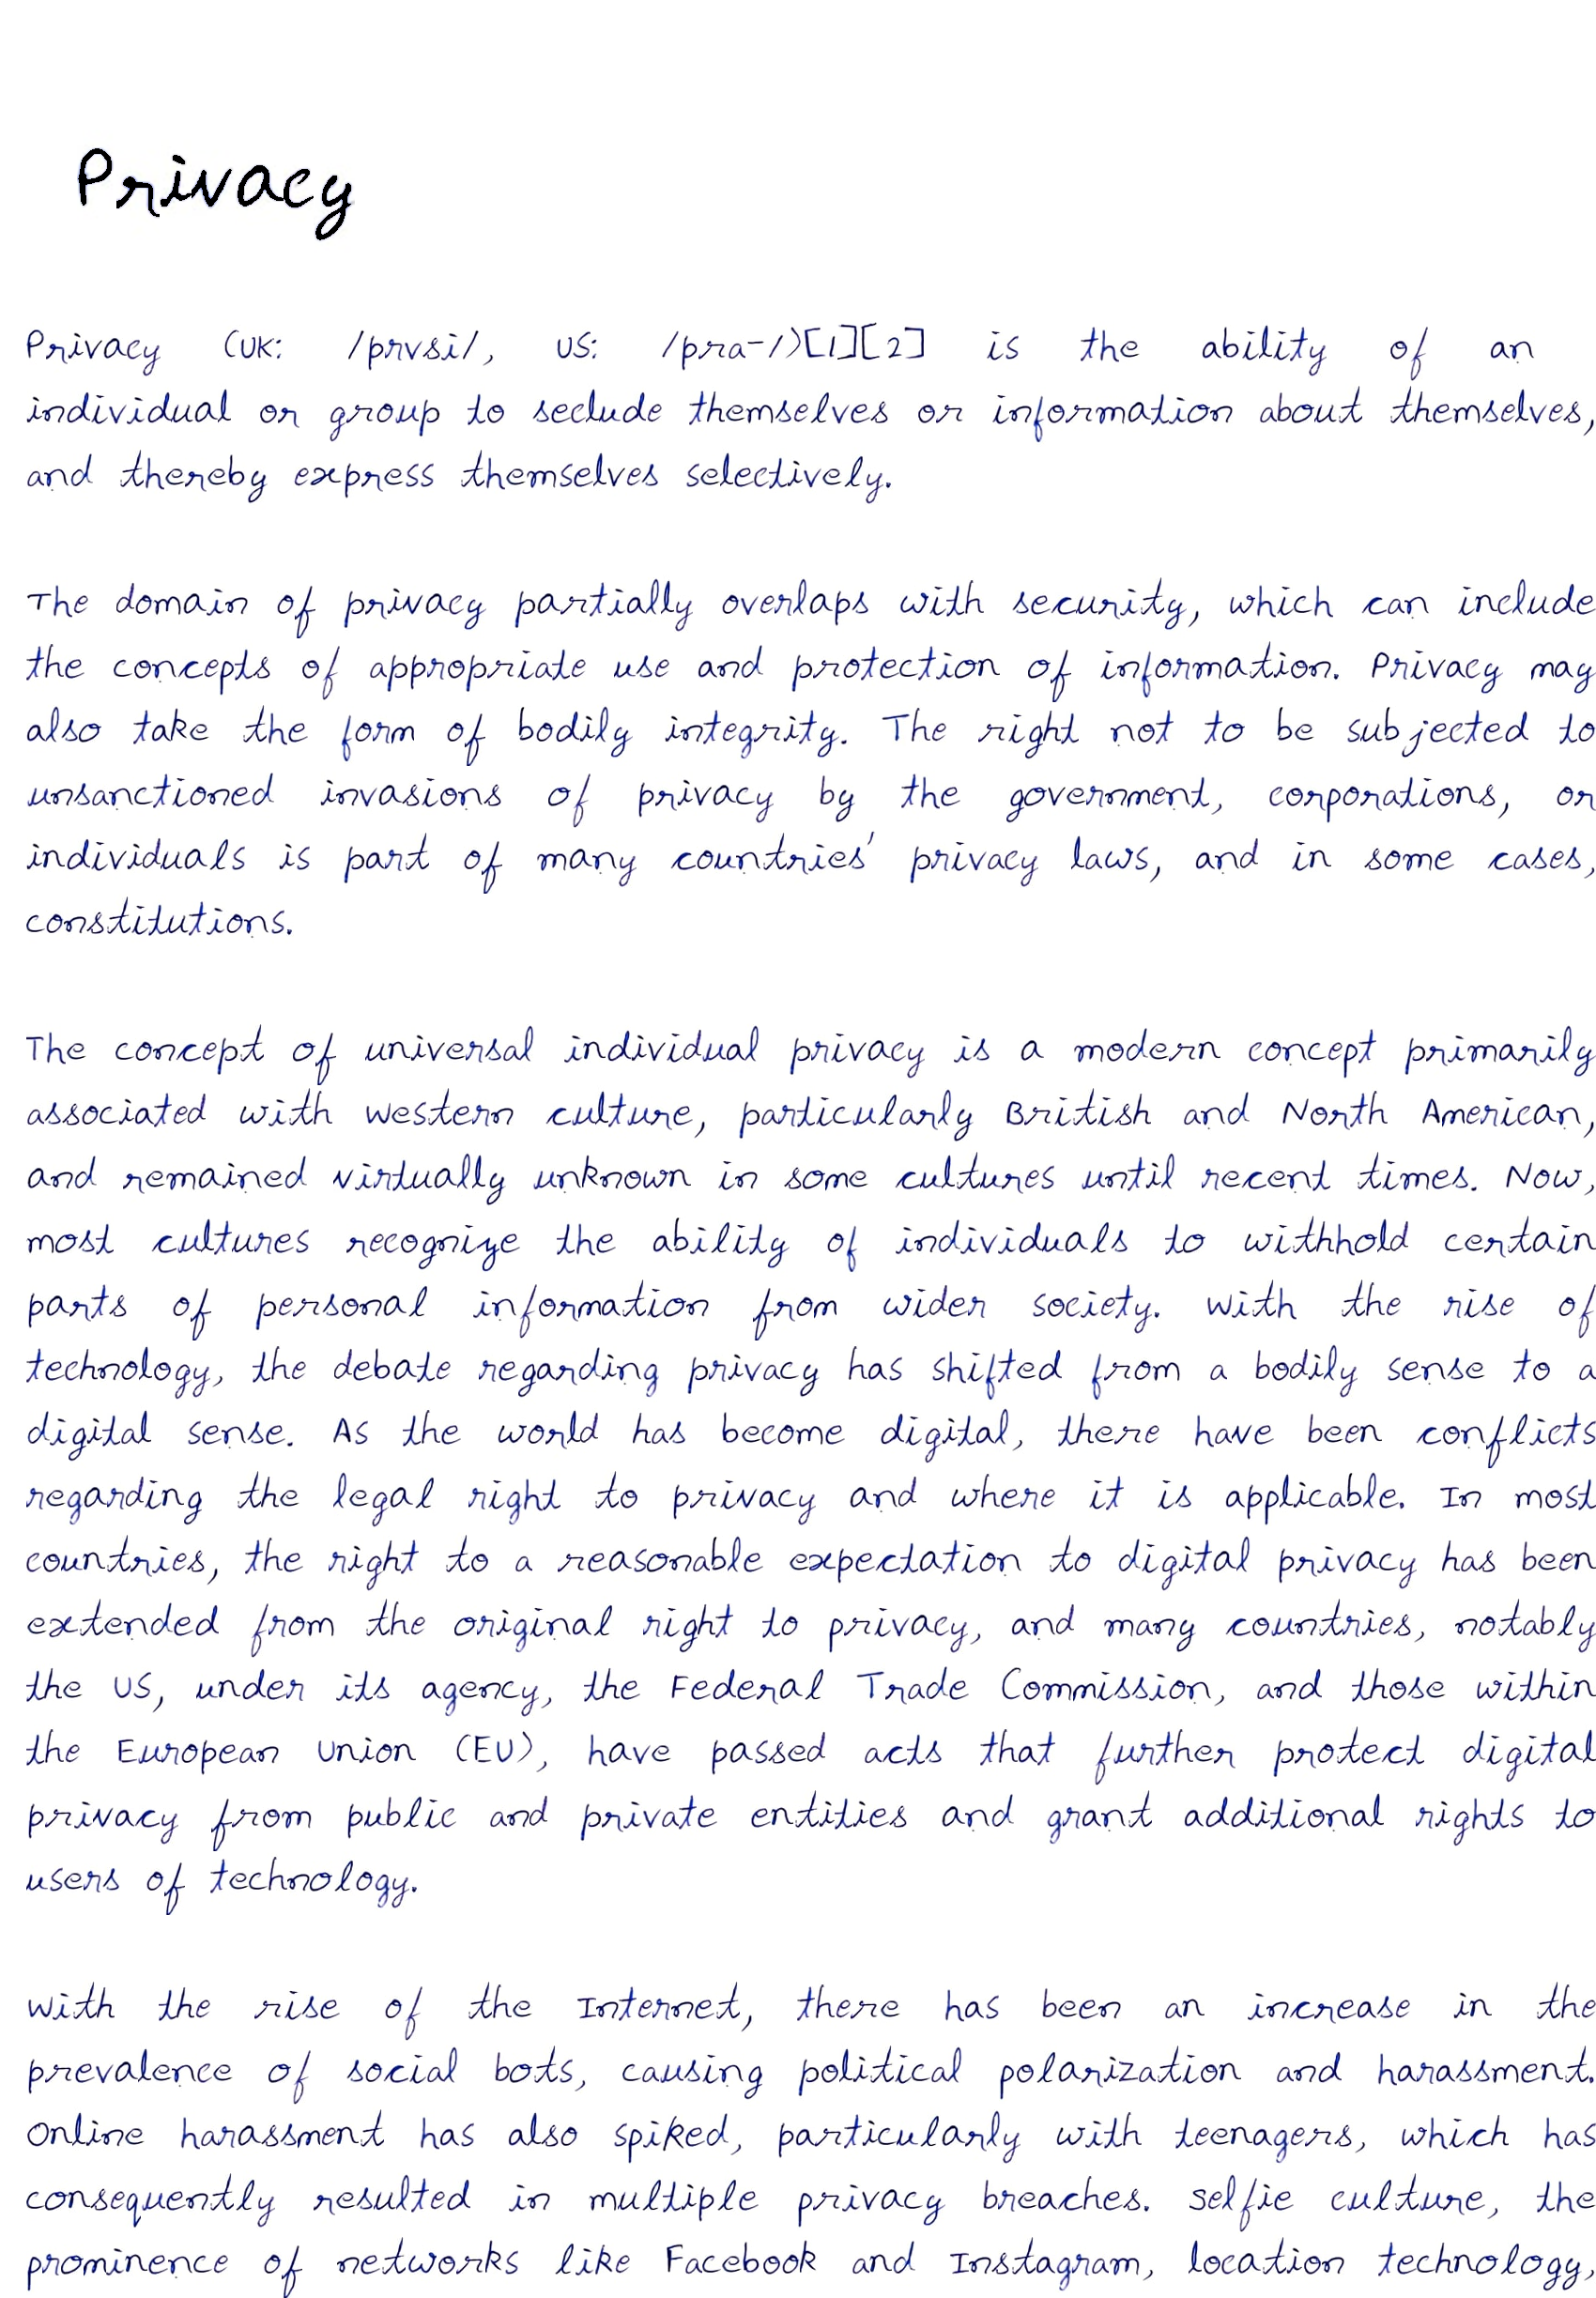 Privacy
Privacy (UK: /prvsi/, US: /pra-/)[1][2] is the ability of an
individual or group to seclude themselves or information about themselves,
and thereby express themselves selectively.
The domain of privacy partially overlaps with security, which can include
the concepts of appropriate use and protection of information. Privacy may
also take the form of bodily integrity. The right not to be subjected to
unsanctioned invasions of privacy by the government, corporations, or
individuals is part of many countries' privacy laws, and in some cases,
constitutions.
The concept of universal individual privacy is a modern concept primarily
associated with Western culture, particularly British and North American,
and remained virtually unknown in some cultures until recent times. Now,
most cultures recognize the ability of individuals to withhold certain
parts of personal information from wider society. With the rise of
technology, the debate regarding privacy has shifted from a bodily sense to a
digital sense. As the world has become digital, there have been conflicts
regarding the legal right to privacy and where it is applicable. In most
countries, the right to a reasonable expectation to digital privacy has been
extended from the original right to privacy, and many countries, notably
the US, under its agency, the Federal Trade Commission, and those within
the European Union (EU), have passed acts that further protect digital
privacy from public and private entities and grant additional rights to
users of technology.
With the rise of the Internet, there has been an increase in the
prevalence of social bots, causing political polarization and harassment.
Online harassment has also spiked, particularly with teenagers, which has
consequently resulted in multiple privacy breaches. Selfie culture, the
prominence of networks like Facebook and Instagram, location technology,